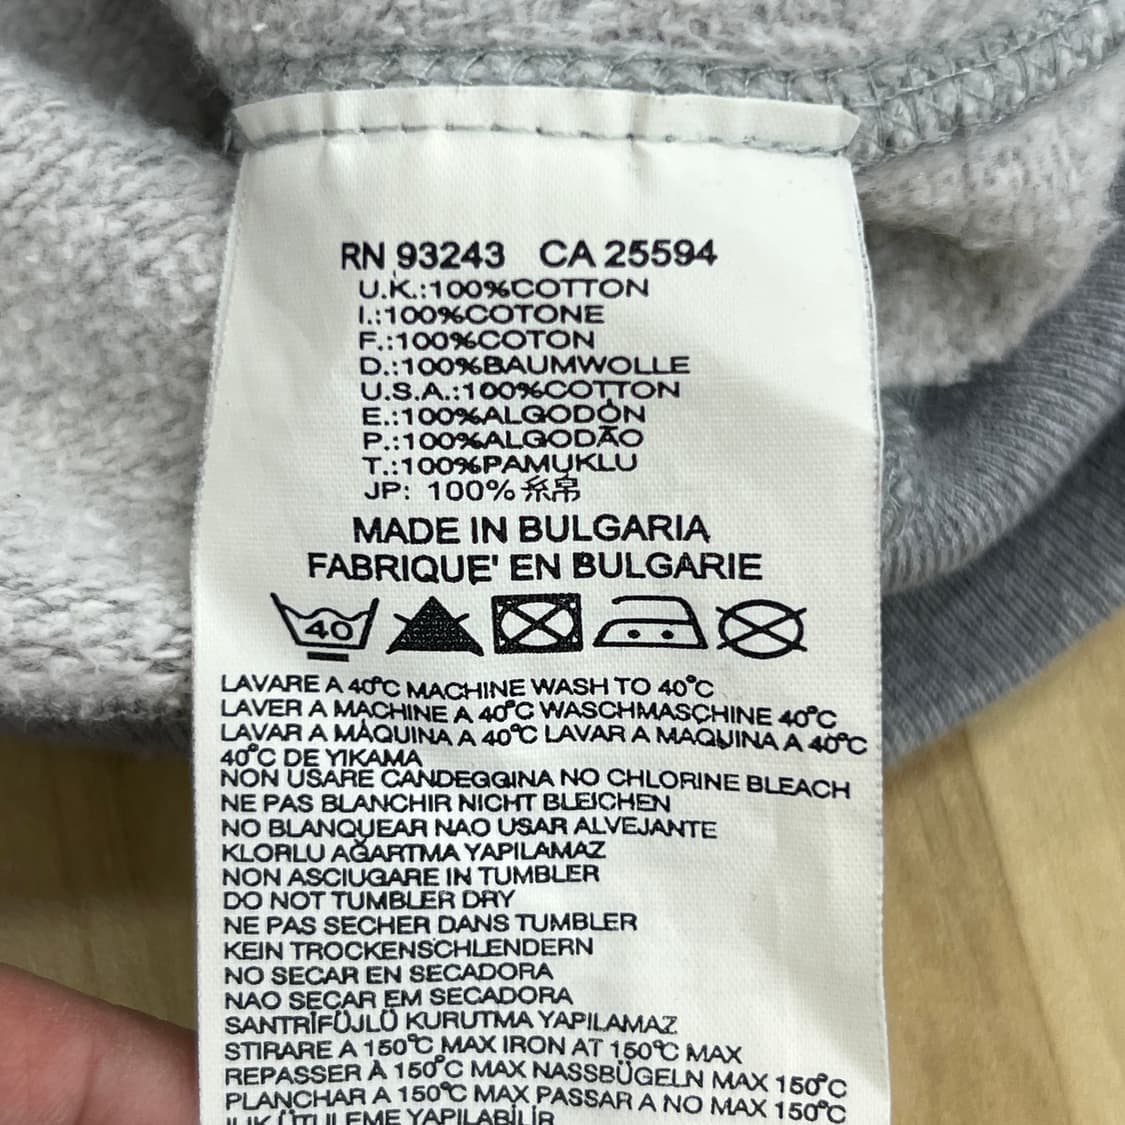 RN 93243 CA 25594
U.K.:100%COTTON
I.:100%COTONE
F.:100%COTON
D.:100%BAUMWOLLE
U.S.A.:100%COTTON
E.:100%ALGODÓN
P.:100%ALGODÃO
T.:100%PAMUKLU
JP: 100%糸帛
MADE IN BULGARIA
FABRIQUE' EN BULGARIE
40
LAVARE A 40°C MACHINE WASH TO 40°C
LAVER A MACHINE A 40°C WASCHMASCHINE 40°C
LAVAR A MÁQUINA A 40°C LAVAR A MAQUINA A 40°C
40°C DE YIKAMA
NON USARE CANDEGGINA NO CHLORINE BLEACH
NE PAS BLANCHIR NICHT BLEICHEN
NO BLANQUEAR NAO USAR ALVEJANTE
KLORLU AĞARTMA YAPILAMAZ
NON ASCIUGARE IN TUMBLER
DO NOT TUMBLER DRY
NE PAS SECHER DANS TUMBLER
KEIN TROCKENSCHLENDERN
NO SECAR EN SECADORA
NAO SECAR EM SECADORA
SANTRİFÜJLÜ KURUTMA YAPILAMAZ
STIRARE A 150°C MAX IRON AT 150°C MAX
REPASSER À 150°C MAX NASSBÜGELN MAX 150°C
PLANCHAR A 150°C MAX PASSAR A NO MAX 150°C
ILIK ÜTÜLEME YAPILABİLİR